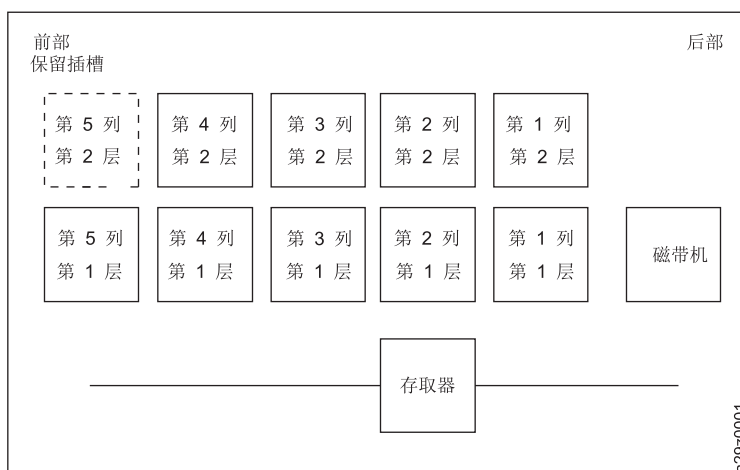 前部
后部
保留插槽
第 5 列
第 2 层
第 4 列
第 2 层
第 3 列
第 2 层
第 2 列
第 2 层
第 1 列
第 2 层
第 5 列
第 1 层
第 4 列
第 1 层
第 3 列
第 1 层
第 2 列
第 1 层
第 1 列
第 1 层
磁带机
存取器